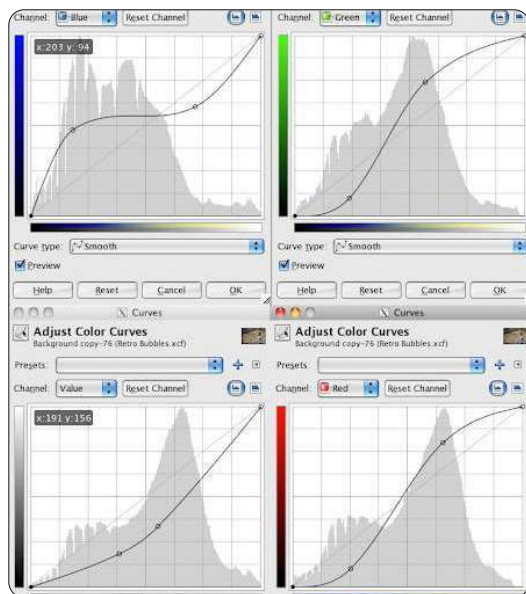 Channel: Blue Reset Channel
x:203 y: 94
Curve type: Smooth
Preview
Help Reset Cancel OK
Channel: Green Reset Channel
Curve type: Smooth
Preview
Help Reset Cancel OK
Curves
Adjust Color Curves
Background copy-76 (Retro Bubbles.xcf)
Presets:
Channel: Value Reset Channel
x:191 y:156
Curves
Adjust Color Curves
Background copy-76 (Retro Bubbles.xcf)
Presets:
Channel: Red Reset Channel